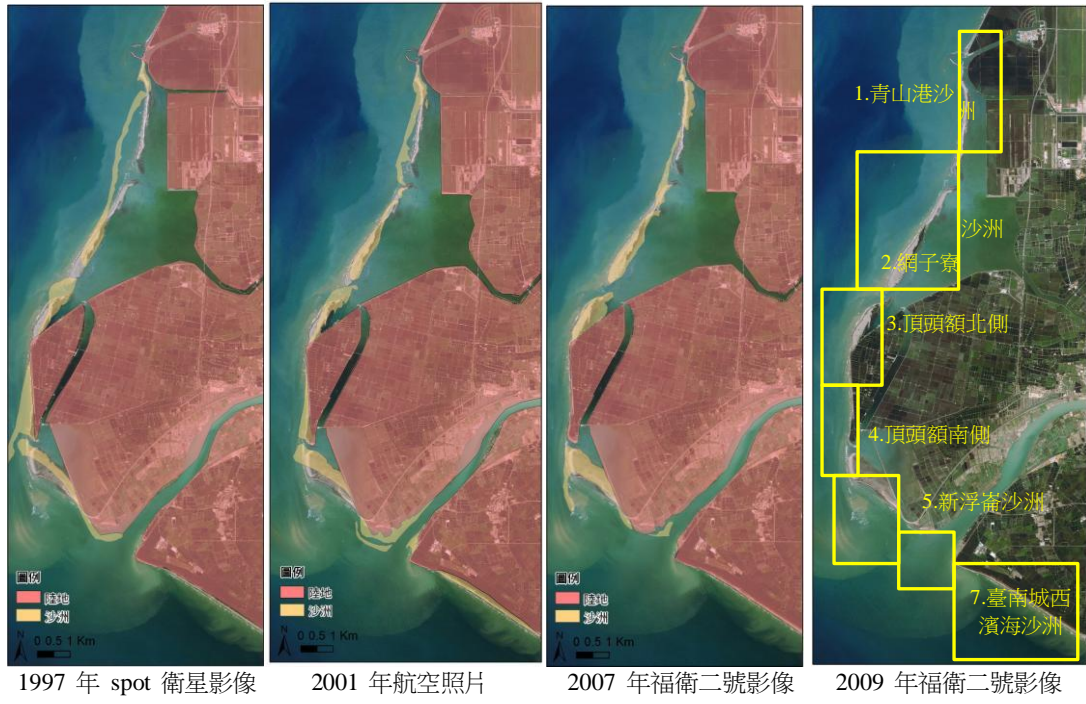 圖例
陸地
沙洲
N
0 0.5 1 Km
1997 年 spot 衛星影像
圖例
陸地
沙洲
N
0 0.5 1 Km
2001 年航空照片
圖例
陸地
沙洲
N
0 0.5 1 Km
2007 年福衛二號影像
1.青山港沙
洲
沙洲
2.網子寮
3.頂頭額北側
4.頂頭額南側
5.新浮崙沙洲
7.臺南城西
濱海沙洲
2009 年福衛二號影像